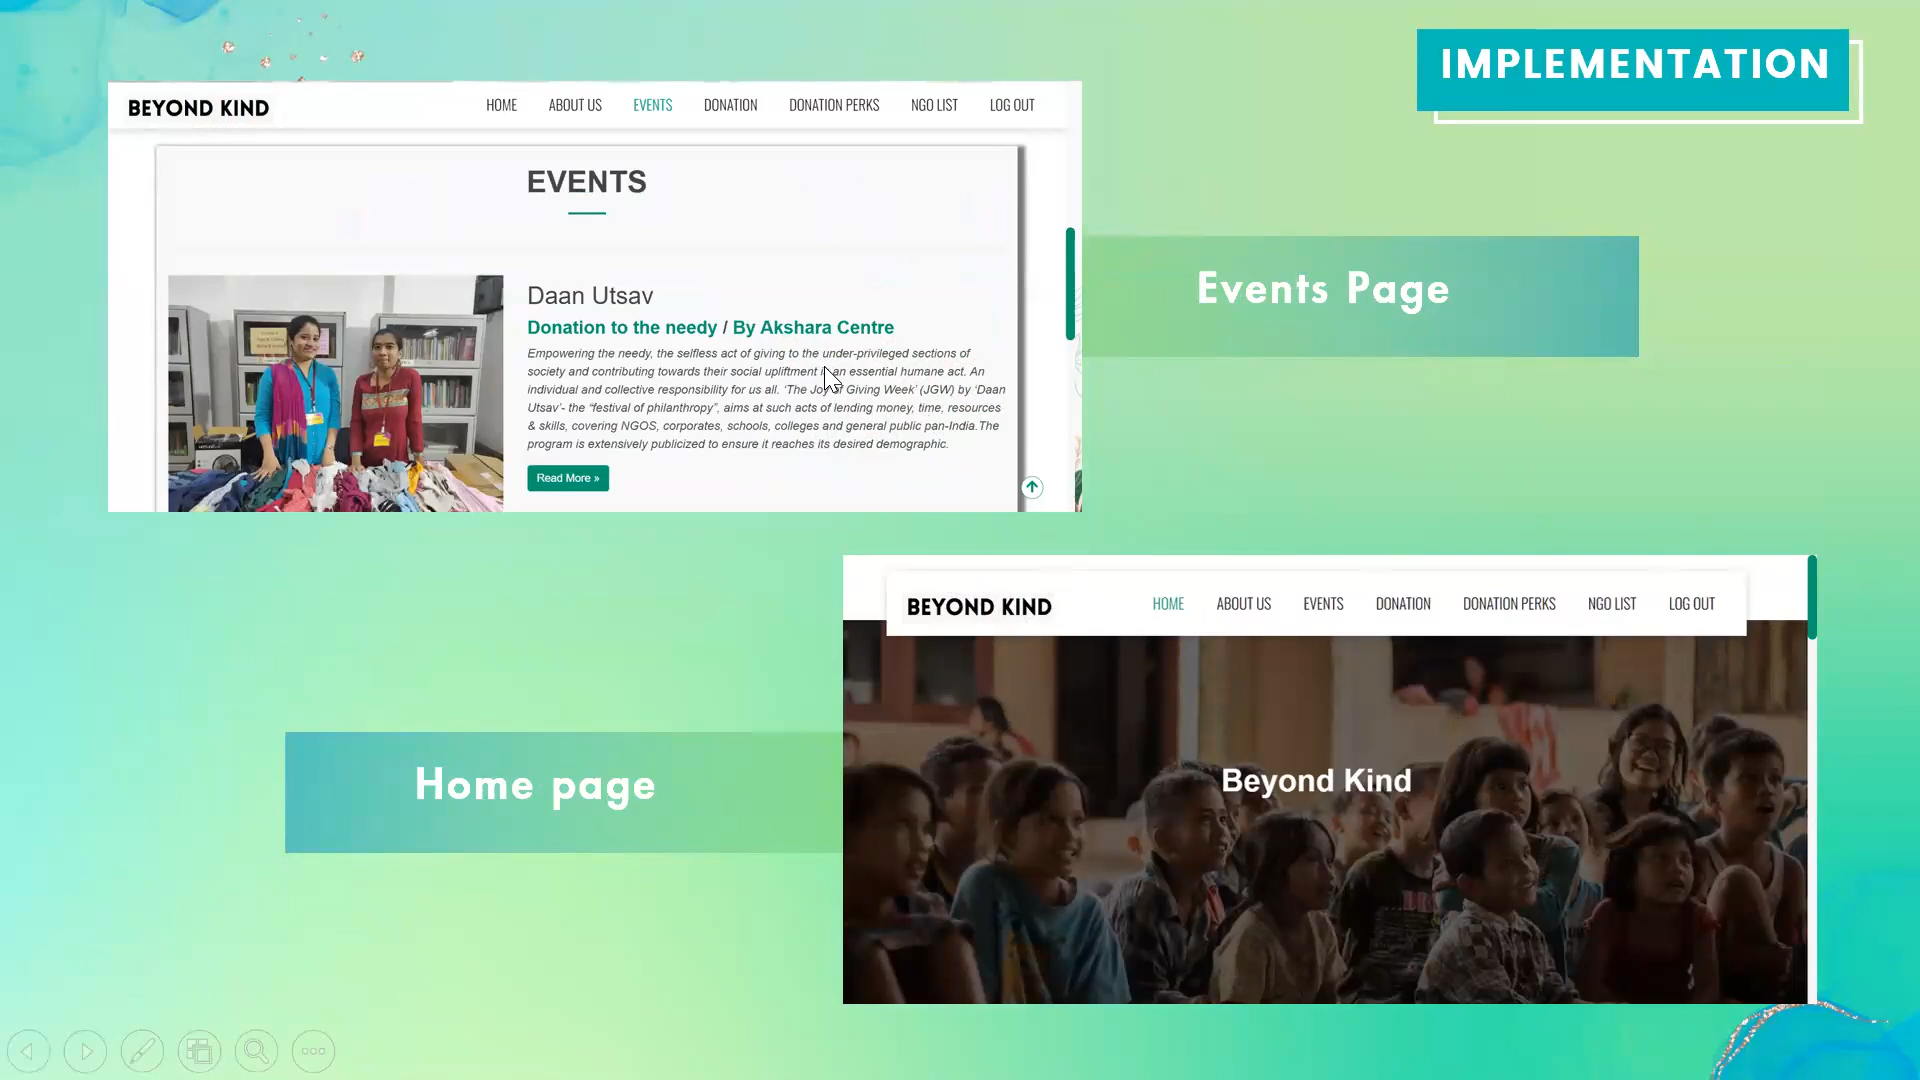 IMPLEMENTATION
BEYOND KIND
HOME ABOUT US EVENTS DONATION DONATION PERKS NGO LIST LOG OUT
EVENTS
Daan Utsav
Donation to the needy / By Akshara Centre
Empowering the needy, the selfless act of giving to the under-privileged sections of
society and contributing towards their social upliftment an essential humane act. An
individual and collective responsibility for us all. ‘The Joy of Giving Week’ (JGW) by ‘Daan
Utsav’- the “festival of philanthropy”, aims at such acts of lending money, time, resources
& skills, covering NGOS, corporates, schools, colleges and general public pan-India.The
program is extensively publicized to ensure it reaches its desired demographic.
Read More »
Events Page
BEYOND KIND
HOME ABOUT US EVENTS DONATION DONATION PERKS NGO LIST LOG OUT
Home page
Beyond Kind